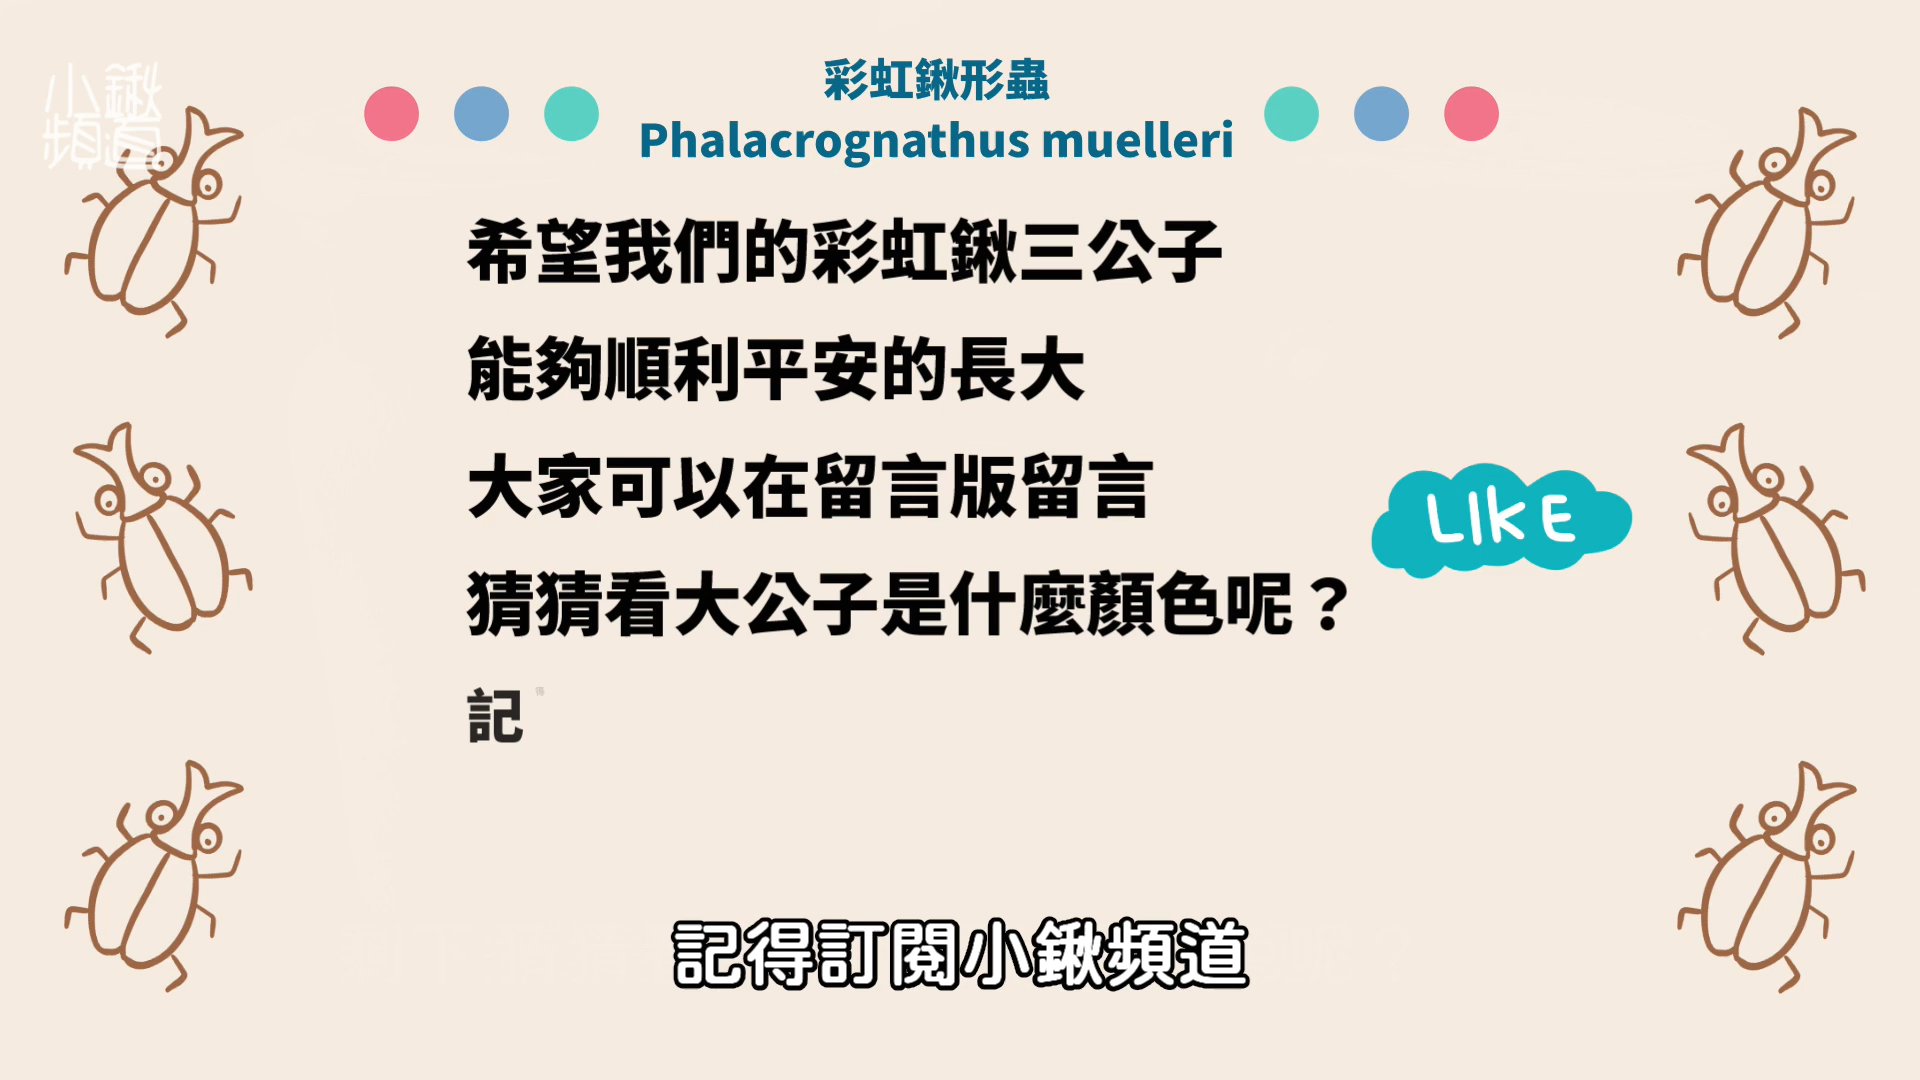 小鍬
頻道
彩虹鍬形蟲
Phalacrognathus muelleri
希望我們的彩虹鍬三公子
能夠順利平安的長大
大家可以在留言版留言
猜猜看大公子是什麼顏色呢？
LIKE
記
記得訂閱小鍬頻道